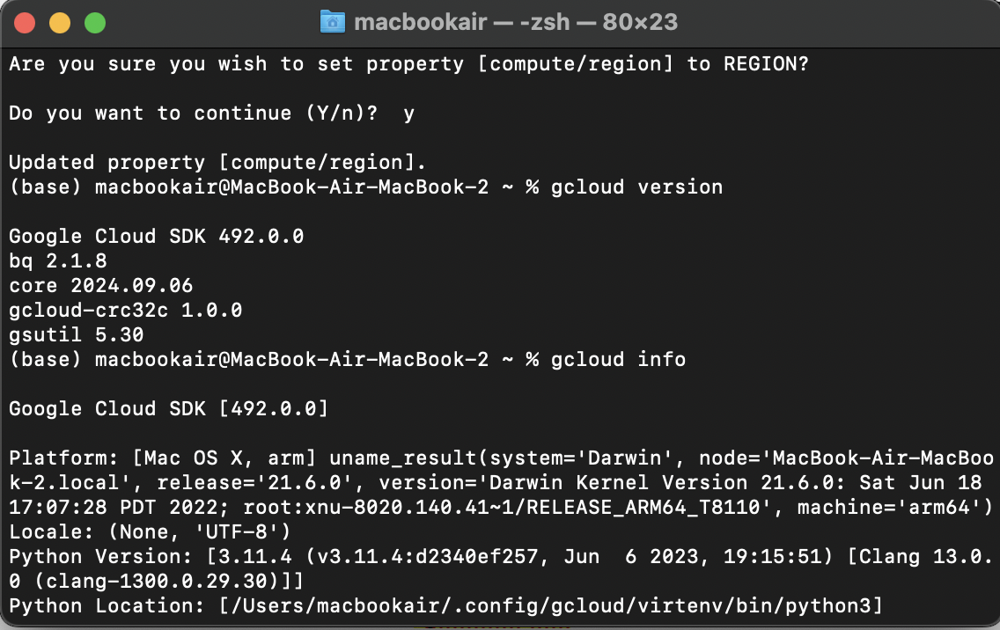 macbookair — -zsh — 80×23
Are you sure you wish to set property [compute/region] to REGION?
Do you want to continue (Y/n)?  y
Updated property [compute/region].
(base) macbookair@MacBook-Air-MacBook-2 ~ % gcloud version
Google Cloud SDK 492.0.0
bq 2.1.8
core 2024.09.06
gcloud-crc32c 1.0.0
gsutil 5.30
(base) macbookair@MacBook-Air-MacBook-2 ~ % gcloud info
Google Cloud SDK [492.0.0]
Platform: [Mac OS X, arm] uname_result(system='Darwin', node='MacBook-Air-MacBoo
k-2.local', release='21.6.0', version='Darwin Kernel Version 21.6.0: Sat Jun 18
17:07:28 PDT 2022; root:xnu-8020.140.41~1/RELEASE_ARM64_T8110', machine='arm64')
Locale: (None, 'UTF-8')
Python Version: [3.11.4 (v3.11.4:d2340ef257, Jun  6 2023, 19:15:51) [Clang 13.0.
0 (clang-1300.0.29.30)]]
Python Location: [/Users/macbookair/.config/gcloud/virtenv/bin/python3]